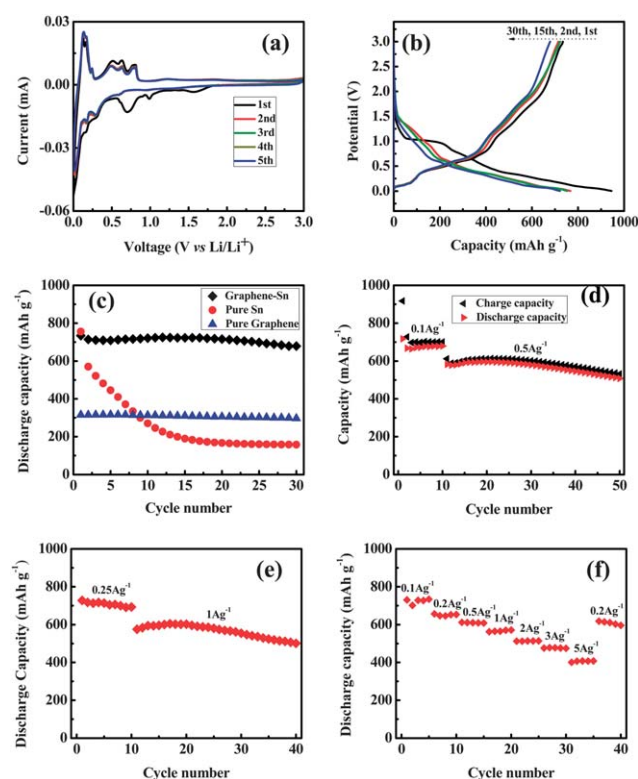 0.03
(a)
0.00
-0.03
-0.06
Current (mA)
1st
2nd
3rd
4th
5th
0.0 0.6 1.2 1.8 2.4 3.0
Voltage (V vs Li/Li⁺)
30th, 15th, 2nd, 1st
(b)
3.0
2.5
2.0
1.5
1.0
0.5
0.0
Potential (V)
0 200 400 600 800 1000
Capacity (mAh g⁻¹)
1000
800
600
400
200
0
Discharge capacity (mAh g⁻¹)
(c)
Graphene-Sn
Pure Sn
Pure Graphene
0 5 10 15 20 25 30
Cycle number
1000
800
600
400
200
0
Capacity (mAh g⁻¹)
Charge capacity
Discharge capacity
(d)
0.1Ag⁻¹
0.5Ag⁻¹
0 10 20 30 40 50
Cycle number
1000
800
600
400
200
0
Discharge Capacity (mAh g⁻¹)
(e)
0.25Ag⁻¹
1Ag⁻¹
0 10 20 30 40
Cycle number
1000
800
600
400
200
0
Discharge Capacity (mAh g⁻¹)
(f)
0.1Ag⁻¹
0.2Ag⁻¹
0.5Ag⁻¹
1Ag⁻¹
2Ag⁻¹
3Ag⁻¹
5Ag⁻¹
0.2Ag⁻¹
0 10 20 30 40
Cycle number